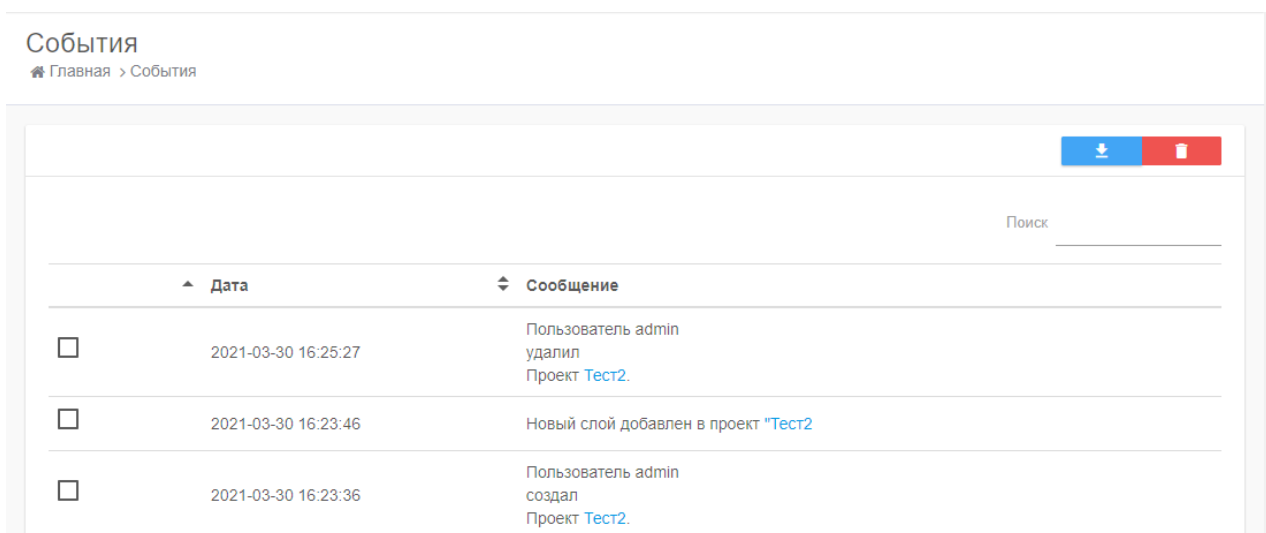 События
Главная > События
Поиск
Дата Сообщение
Пользователь admin
удалил
2021-03-30 16:25:27
Проект Тест2.
2021-03-30 16:23:46 Новый слой добавлен в проект "Тест2
Пользователь admin
создал
2021-03-30 16:23:36
Проект Тест2.